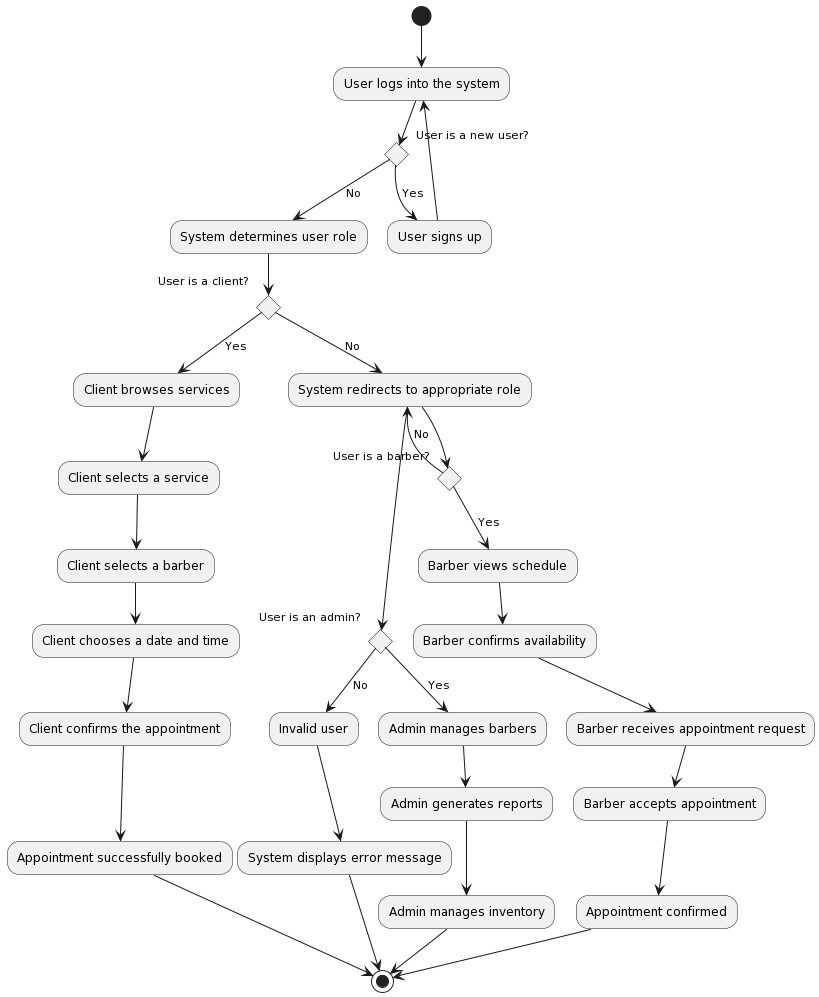 User logs into the system
User is a new user?
No
Yes
System determines user role
User signs up
User is a client?
Yes
No
Client browses services
System redirects to appropriate role
No
User is a barber?
Client selects a service
Yes
Client selects a barber
Barber views schedule
User is an admin?
Client chooses a date and time
Barber confirms availability
No
Yes
Client confirms the appointment
Invalid user
Admin manages barbers
Barber receives appointment request
Admin generates reports
Barber accepts appointment
Appointment successfully booked
System displays error message
Admin manages inventory
Appointment confirmed